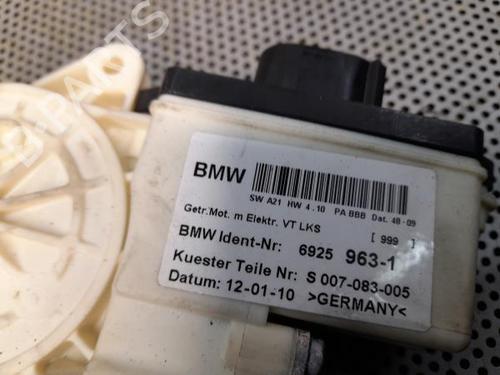 B-PARTS
BMW
SW A21 HW 4.10 PA BBB Dat. 48-09
Getr.Mot. m Elektr. VT LKS [ 999 ]
BMW Ident-Nr: 6925 963-1
Kuester Teile Nr: S 007-083-005
Datum: 12-01-10 >GERMANY<